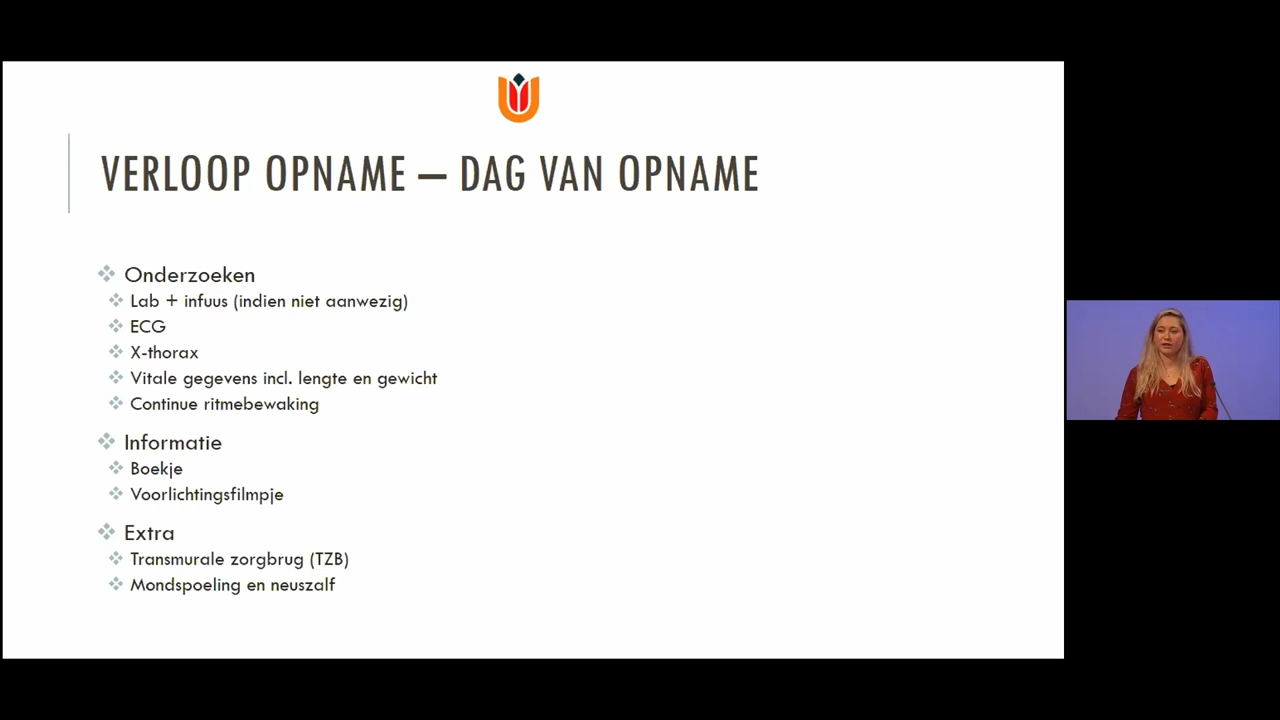 VERLOOP OPNAME – DAG VAN OPNAME
Onderzoeken
Lab + infuus (indien niet aanwezig)
ECG
X-thorax
Vitale gegevens incl. lengte en gewicht
Continue ritmebewaking
Informatie
Boekje
Voorlichtingsfilmpje
Extra
Transmurale zorgbrug (TZB)
Mondspoeling en neuszalf